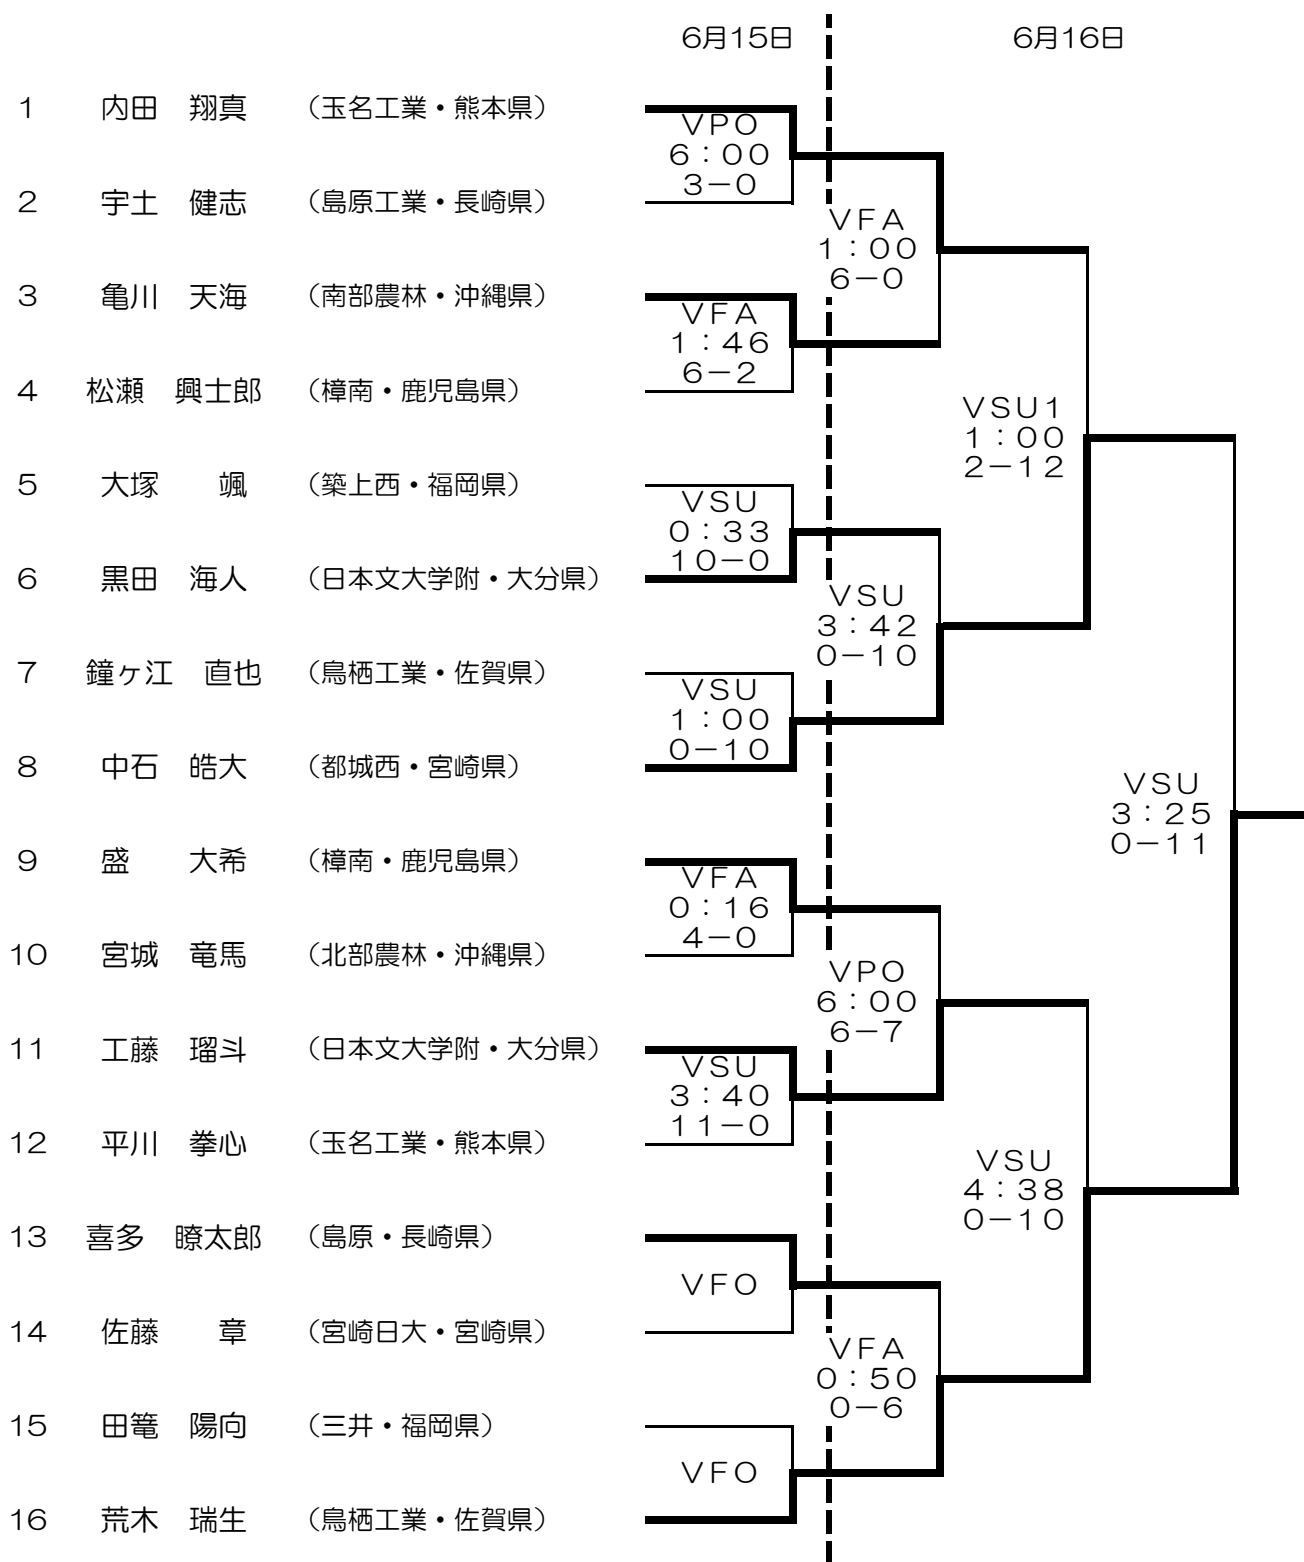 6月15日　6月16日
1　内田　翔真　（玉名工業・熊本県）
VPO
6：00
3－0
2　宇土　健志　（島原工業・長崎県）
VFA
1：00
6－0
3　亀川　天海　（南部農林・沖縄県）
VFA
1：46
6－2
4　松瀬　興士郎　（樟南・鹿児島県）
VSU1
1：00
2－12
5　大塚　　颯　（築上西・福岡県）
VSU
0：33
10－0
6　黒田　海人　（日本文大学附・大分県）
VSU
3：42
0－10
7　鐘ヶ江　直也　（鳥栖工業・佐賀県）
VSU
1：00
0－10
8　中石　皓大　（都城西・宮崎県）
VSU
3：25
0－11
9　盛　　大希　（樟南・鹿児島県）
VFA
0：16
4－0
10　宮城　竜馬　（北部農林・沖縄県）
VPO
6：00
6－7
11　工藤　瑠斗　（日本文大学附・大分県）
VSU
3：40
11－0
12　平川　拳心　（玉名工業・熊本県）
VSU
4：38
0－10
13　喜多　瞭太郎　（島原・長崎県）
VFO
14　佐藤　　章　（宮崎日大・宮崎県）
VFA
0：50
0－6
15　田篭　陽向　（三井・福岡県）
VFO
16　荒木　瑞生　（鳥栖工業・佐賀県）